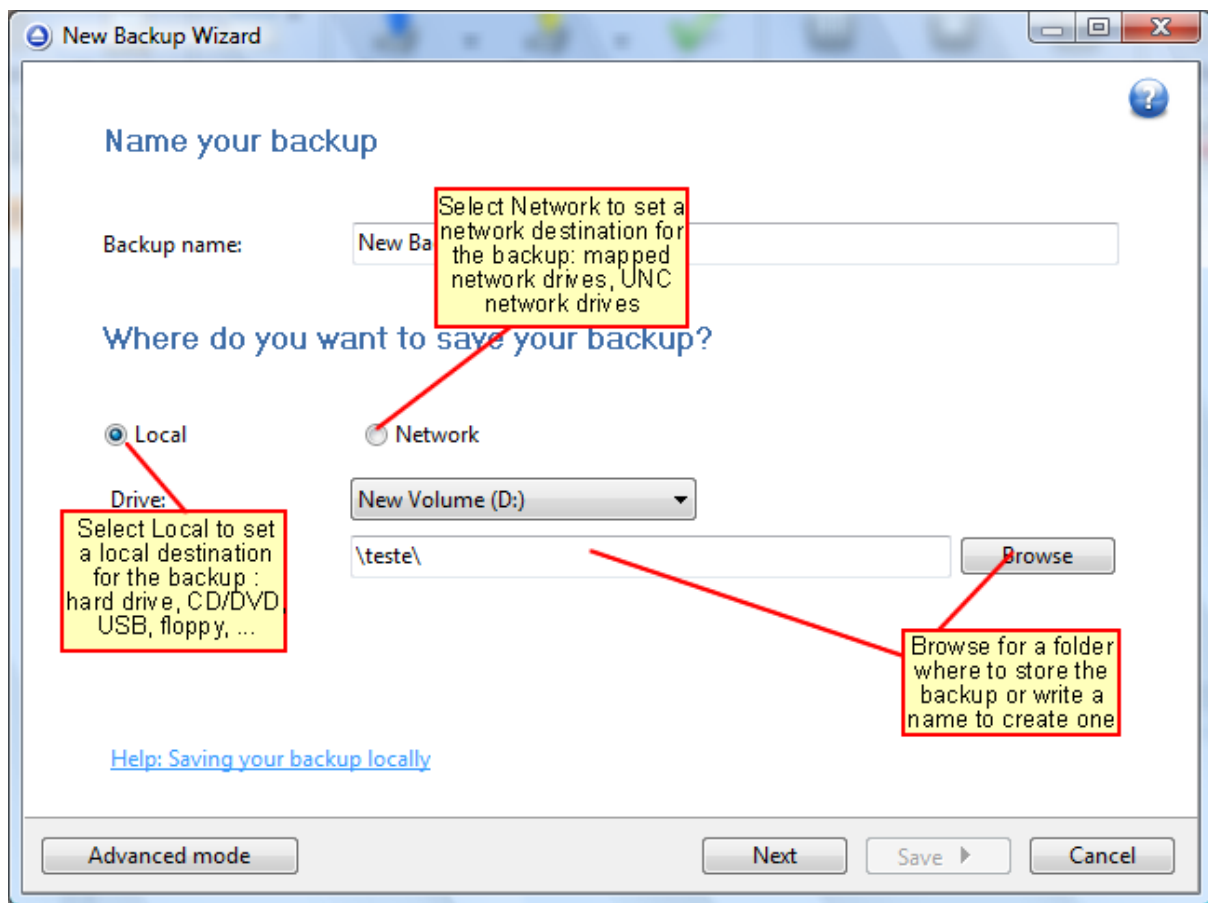 New Backup Wizard
Name your backup
Select Network to set a
network destination for
the backup: mapped
network drives, UNC
network drives
Backup name:
New Ba
Where do you want to save your backup?
Local
Network
Drive:
New Volume (D:)
Select Local to set
a local destination
for the backup :
hard drive, CD/DVD,
USB, floppy, ...
\teste\
Browse
Browse for a folder
where to store the
backup or write a
name to create one
Help: Saving your backup locally
Advanced mode
Next
Save
Cancel